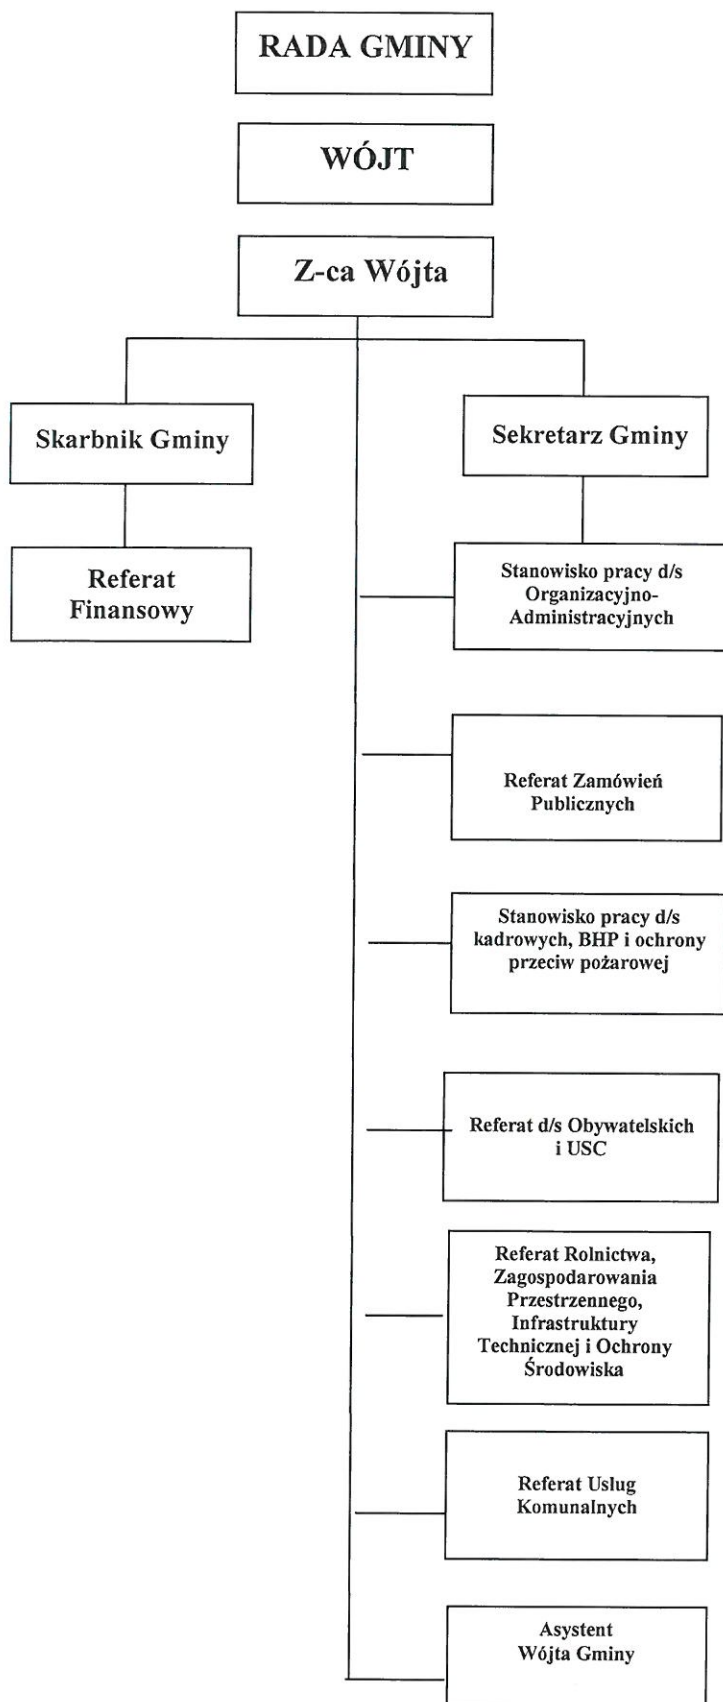 RADA GMINY
WÓJT
Z-ca Wójta
Skarbnik Gminy
Sekretarz Gminy
Referat
Finansowy
Stanowisko pracy d/s
Organizacyjno-
Administracyjnych
Referat Zamówień
Publicznych
Stanowisko pracy d/s
kadrowych, BHP i ochrony
przeciw pożarowej
Referat d/s Obywatelskich
i USC
Referat Rolnictwa,
Zagospodarowania
Przestrzennego,
Infrastruktury
Technicznej i Ochrony
Środowiska
Referat Usług
Komunalnych
Asystent
Wójta Gminy